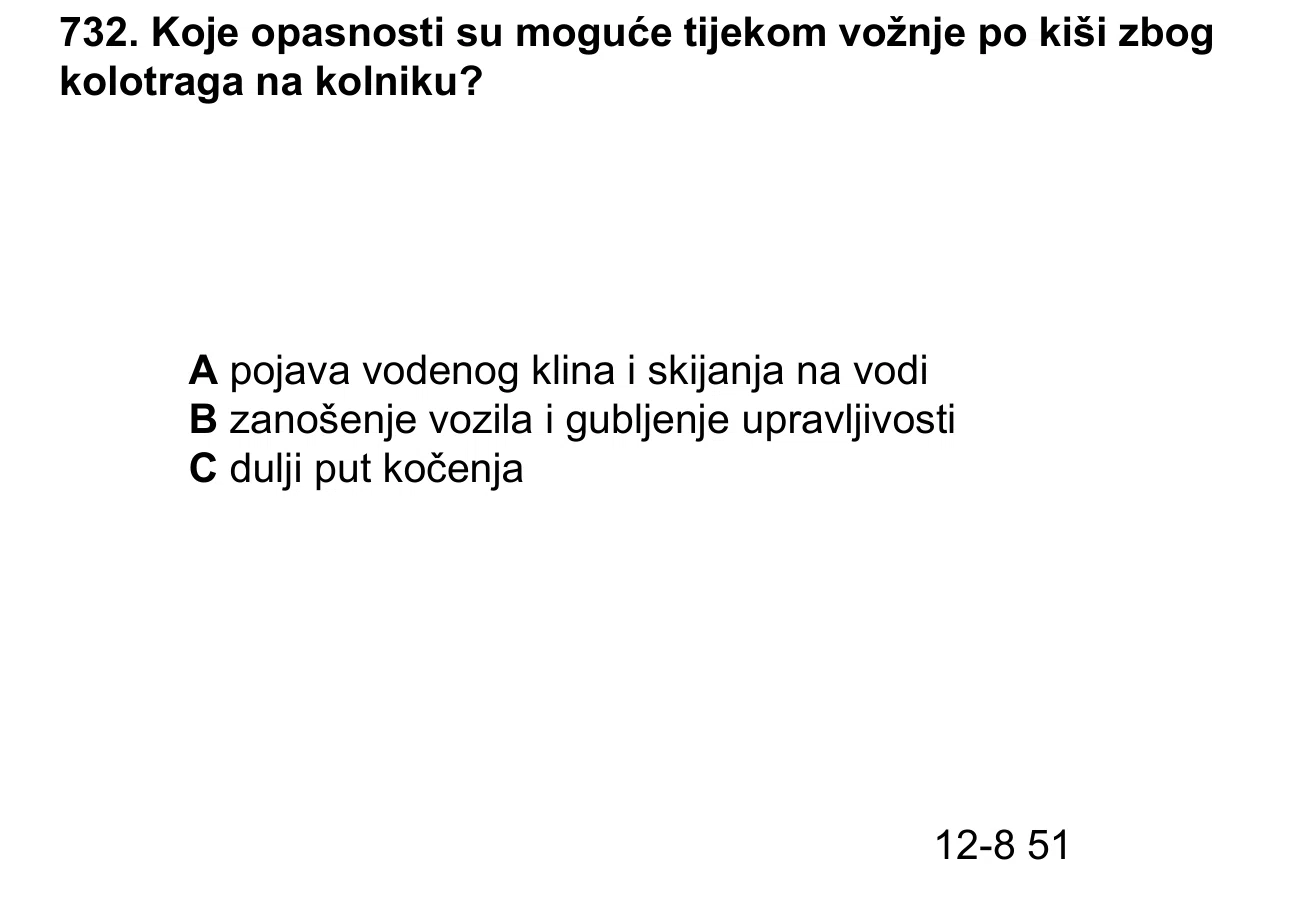 732. Koje opasnosti su moguće tijekom vožnje po kiši zbog
kolotraga na kolniku?
A pojava vodenog klina i skijanja na vodi
B zanošenje vozila i gubljenje upravljivosti
C dulji put kočenja
12-8 51